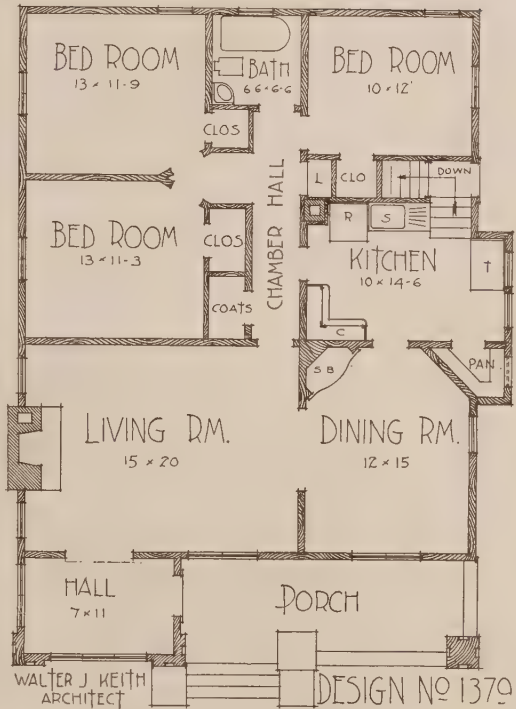 BED ROOM
13 x 11-9
BATH
6 6 x 6-6
BED ROOM
10 x 12'
CLOS
L
CLO
DOWN
R
S
BED ROOM
13 x 11-3
CLOS
CHAMBER HALL
KITCHEN
10 x 14-6
T
COATS
C
S B
PAN.
LIVING RM.
15 x 20
DINING RM.
12 x 15
HALL
7 x 11
PORCH
WALTER J KEITH
ARCHITECT
DESIGN No 1379